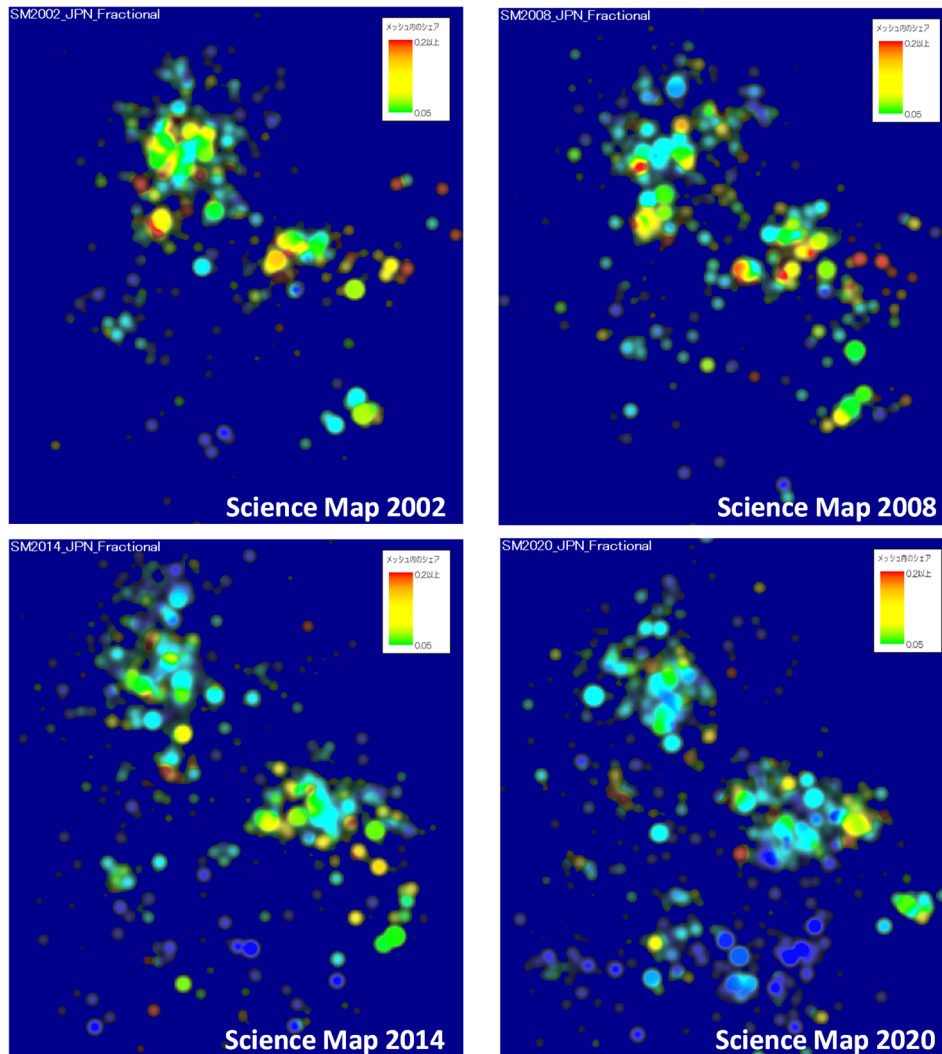 SM2002_JPN_Fractional
メッシュ内のシェア
0.2以上
0.05
Science Map 2002
SM2008_JPN_Fractional
メッシュ内のシェア
0.2以上
0.05
Science Map 2008
SM2014_JPN_Fractional
メッシュ内のシェア
0.2以上
0.05
Science Map 2014
SM2020_JPN_Fractional
メッシュ内のシェア
0.2以上
0.05
Science Map 2020